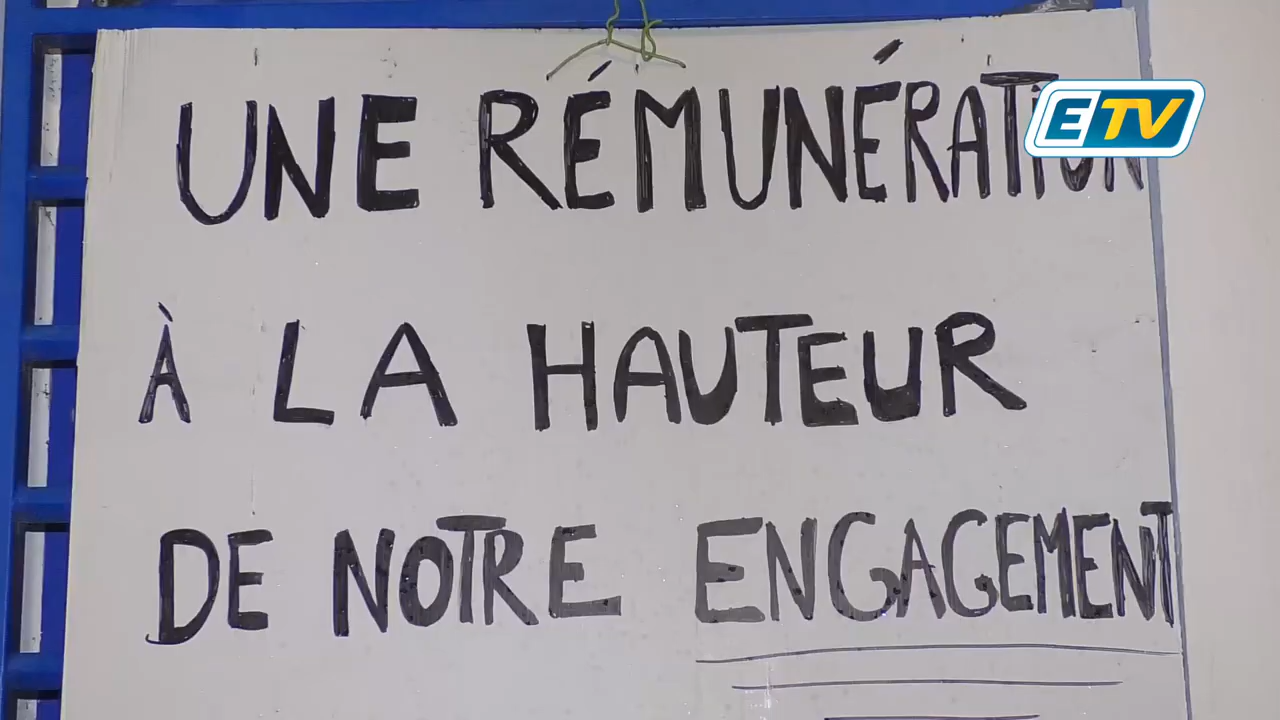 ETV
UNE RÉMUNÉRATION
À LA HAUTEUR
DE NOTRE ENGAGEMENT